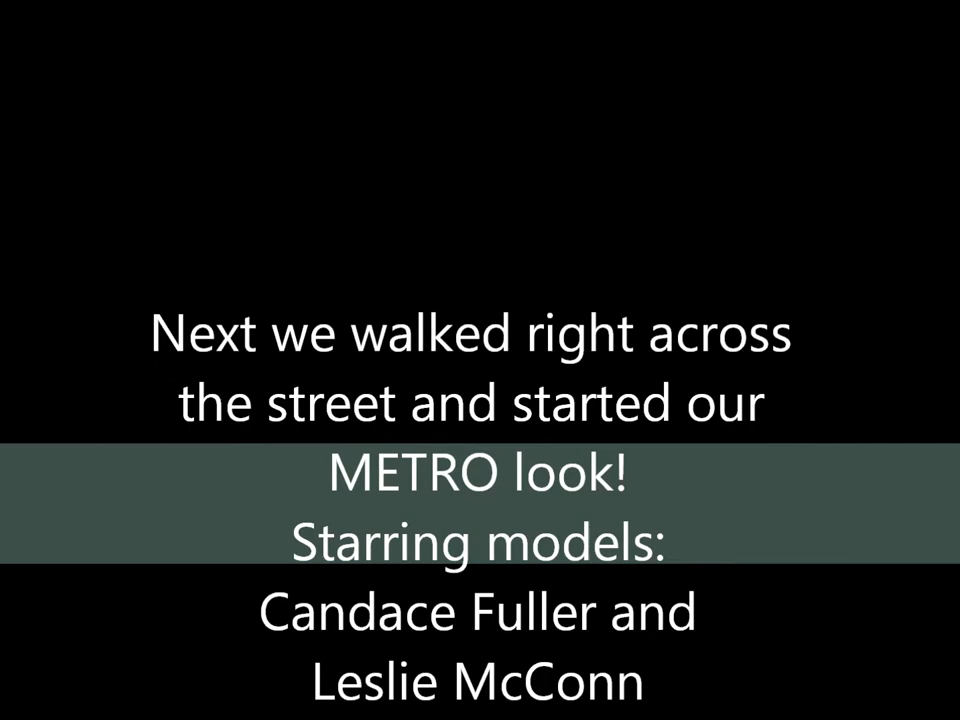 Next we walked right across
the street and started our
METRO look!
Starring models:
Candace Fuller and
Leslie McConn